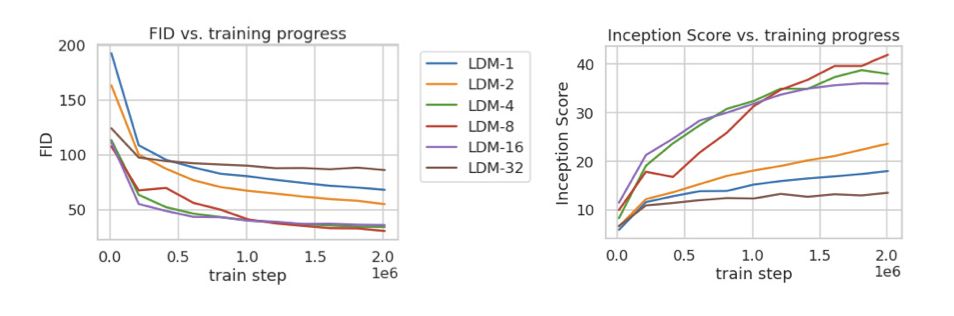 FID vs. training progress
200
150
100
50
FID
0.0 0.5 1.0 1.5 2.0
1e6
train step
LDM-1
LDM-2
LDM-4
LDM-8
LDM-16
LDM-32
Inception Score vs. training progress
40
30
20
10
Inception Score
0.0 0.5 1.0 1.5 2.0
1e6
train step